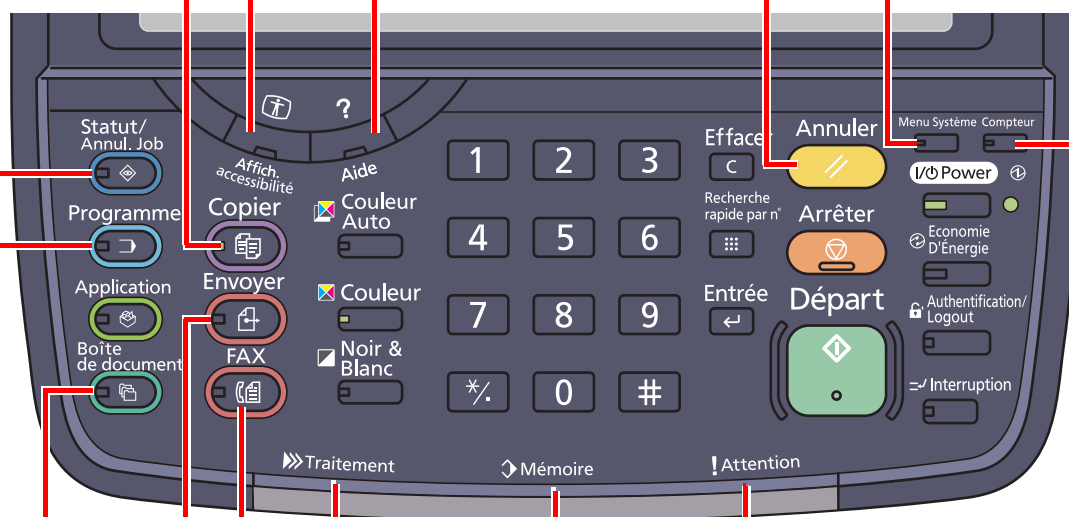 Statut/
Annul. Job
Programme
Application
Boîte
de document
Affich.
accessibilité
?
Aide
Copier
Envoyer
FAX
Couleur
Auto
Couleur
Noir &
Blanc
1 2 3
4 5 6
7 8 9
*/. 0 #
Effacer
C
Recherche
rapide par n°
Entrée
Annuler
Arrêter
Départ
Menu Système Compteur
Power
Economie
D'Énergie
Authentification/
Logout
Interruption
Traitement
Mémoire
! Attention